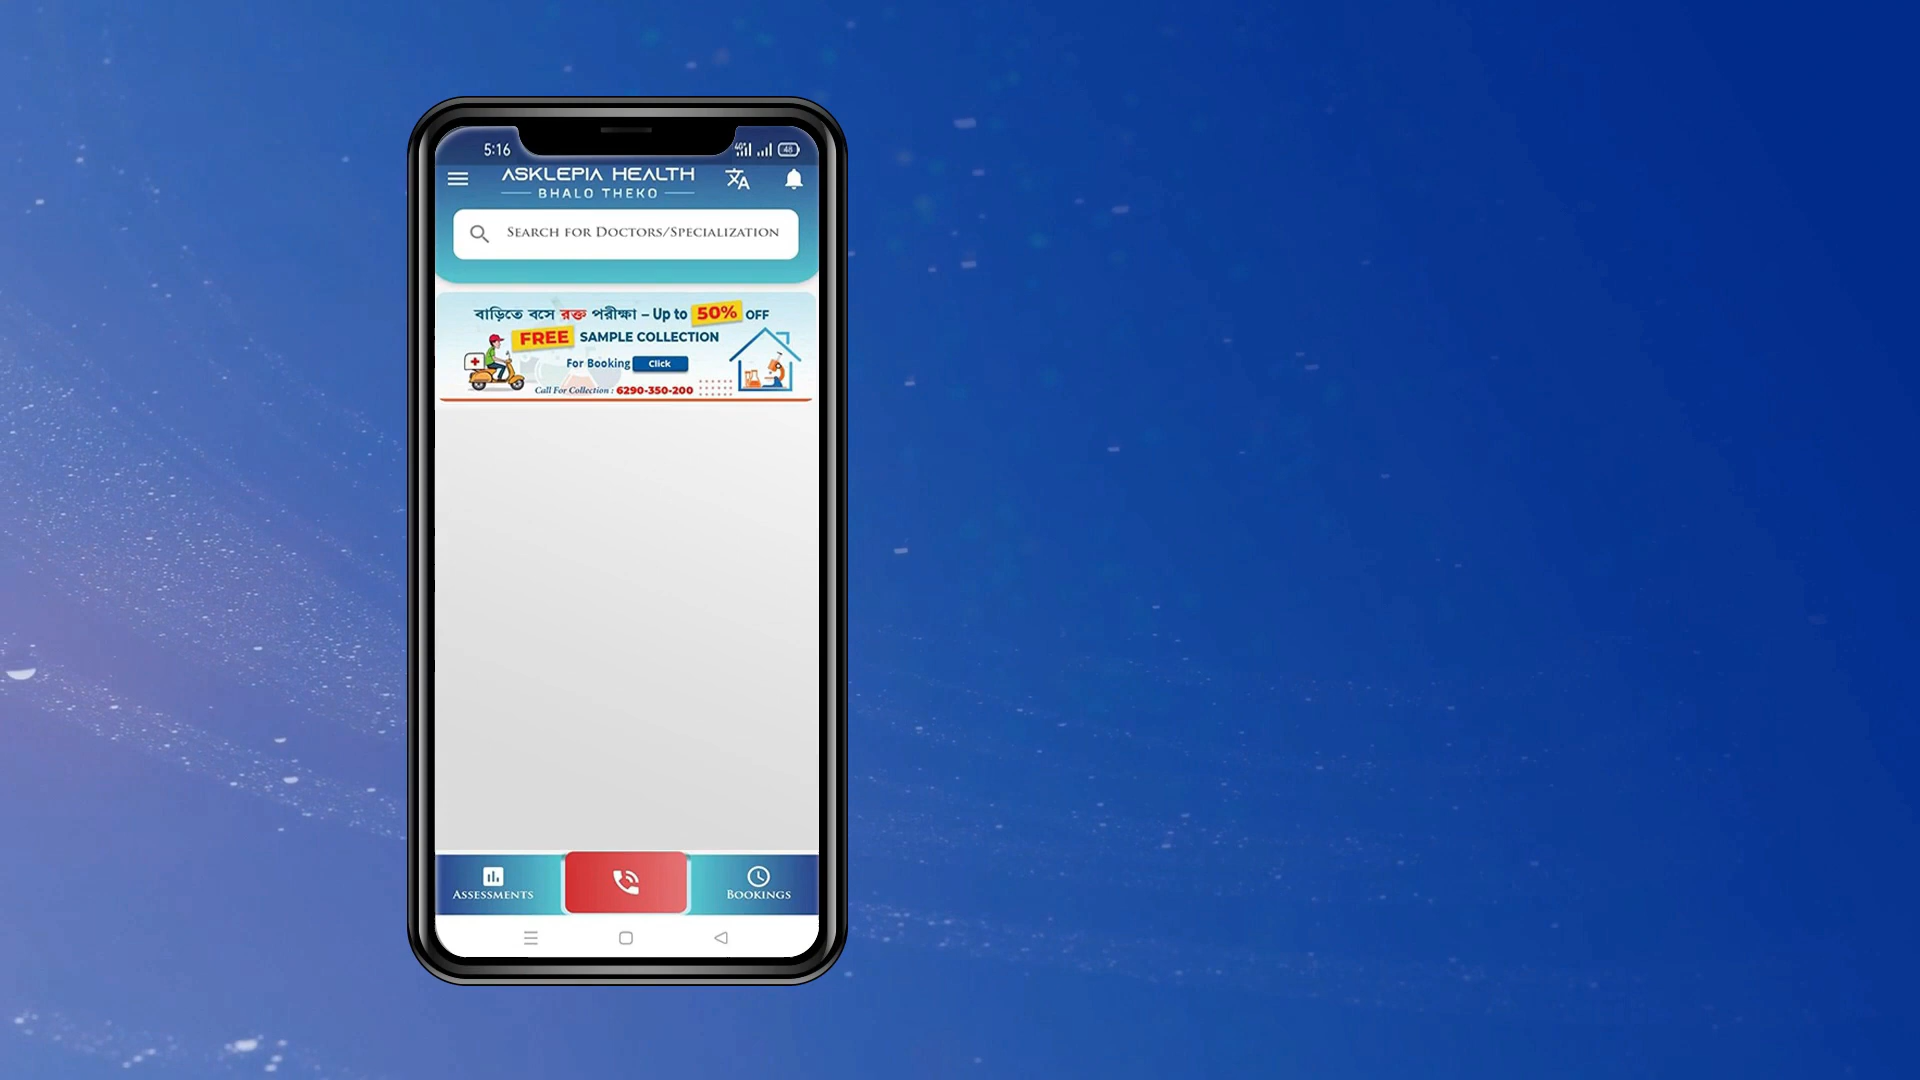 5:16
48
ASKLEPIA HEALTH
BHALO THEKO
Search for Doctors/Specialization
বাড়িতে বসে রক্ত পরীক্ষা – Up to 50% OFF
FREE SAMPLE COLLECTION
For Booking Click
Call For Collection : 6290-350-200
Assessments
Bookings